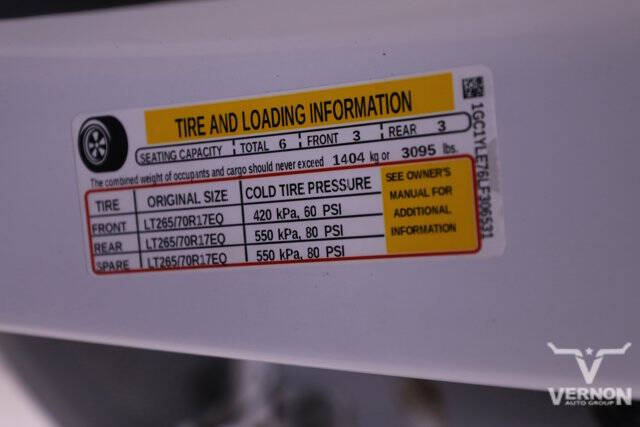 TIRE AND LOADING INFORMATION
SEATING CAPACITY TOTAL 6 FRONT 3 REAR 3
The combined weight of occupants and cargo should never exceed 1404 kg or 3095 lbs.
TIRE ORIGINAL SIZE COLD TIRE PRESSURE
FRONT LT265/70R17EQ 420 kPa, 60 PSI
REAR LT265/70R17EQ 550 kPa, 80 PSI
SPARE LT265/70R17EQ 550 kPa, 80 PSI
SEE OWNER'S
MANUAL FOR
ADDITIONAL
INFORMATION
1GC1YLE76LF306331
VERNON
AUTO GROUP